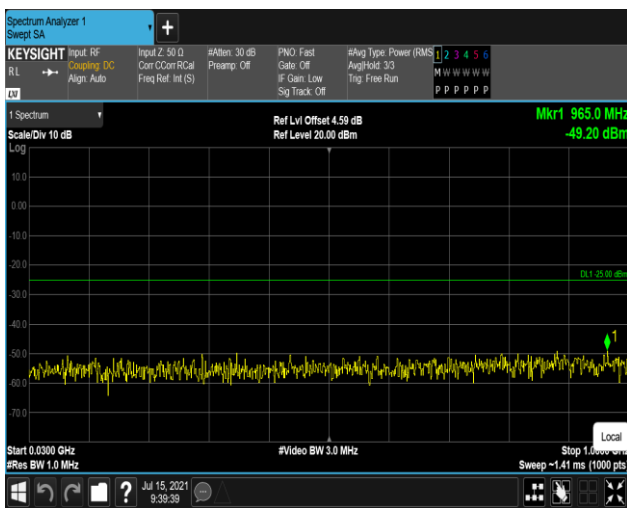 Spectrum Analyzer 1
Swept SA
KEYSIGHT
RL
LXI
Input: RF
Coupling: DC
Align: Auto
Input Z: 50 Ω
Corr CCorr RCal
Freq Ref: Int (S)
#Atten: 30 dB
Preamp: Off
PNO: Fast
Gate: Off
IF Gain: Low
Sig Track: Off
#Avg Type: Power (RMS
Avg|Hold: 3/3
Trig: Free Run
1 2 3 4 5 6
M W W W W W
P P P P P P
1 Spectrum
Scale/Div 10 dB
Log
Ref Lvl Offset 4.59 dB
Ref Level 20.00 dBm
Mkr1 965.0 MHz
-49.20 dBm
10.0
0.00
-10.0
-20.0
DL1 -25.00 dBm
-30.0
-40.0
1
-50.0
-60.0
-70.0
Local
Start 0.0300 GHz
#Video BW 3.0 MHz
Stop 1.0000 GHz
#Res BW 1.0 MHz
Sweep ~1.41 ms (1000 pts)
?
Jul 15, 2021
9:39:39